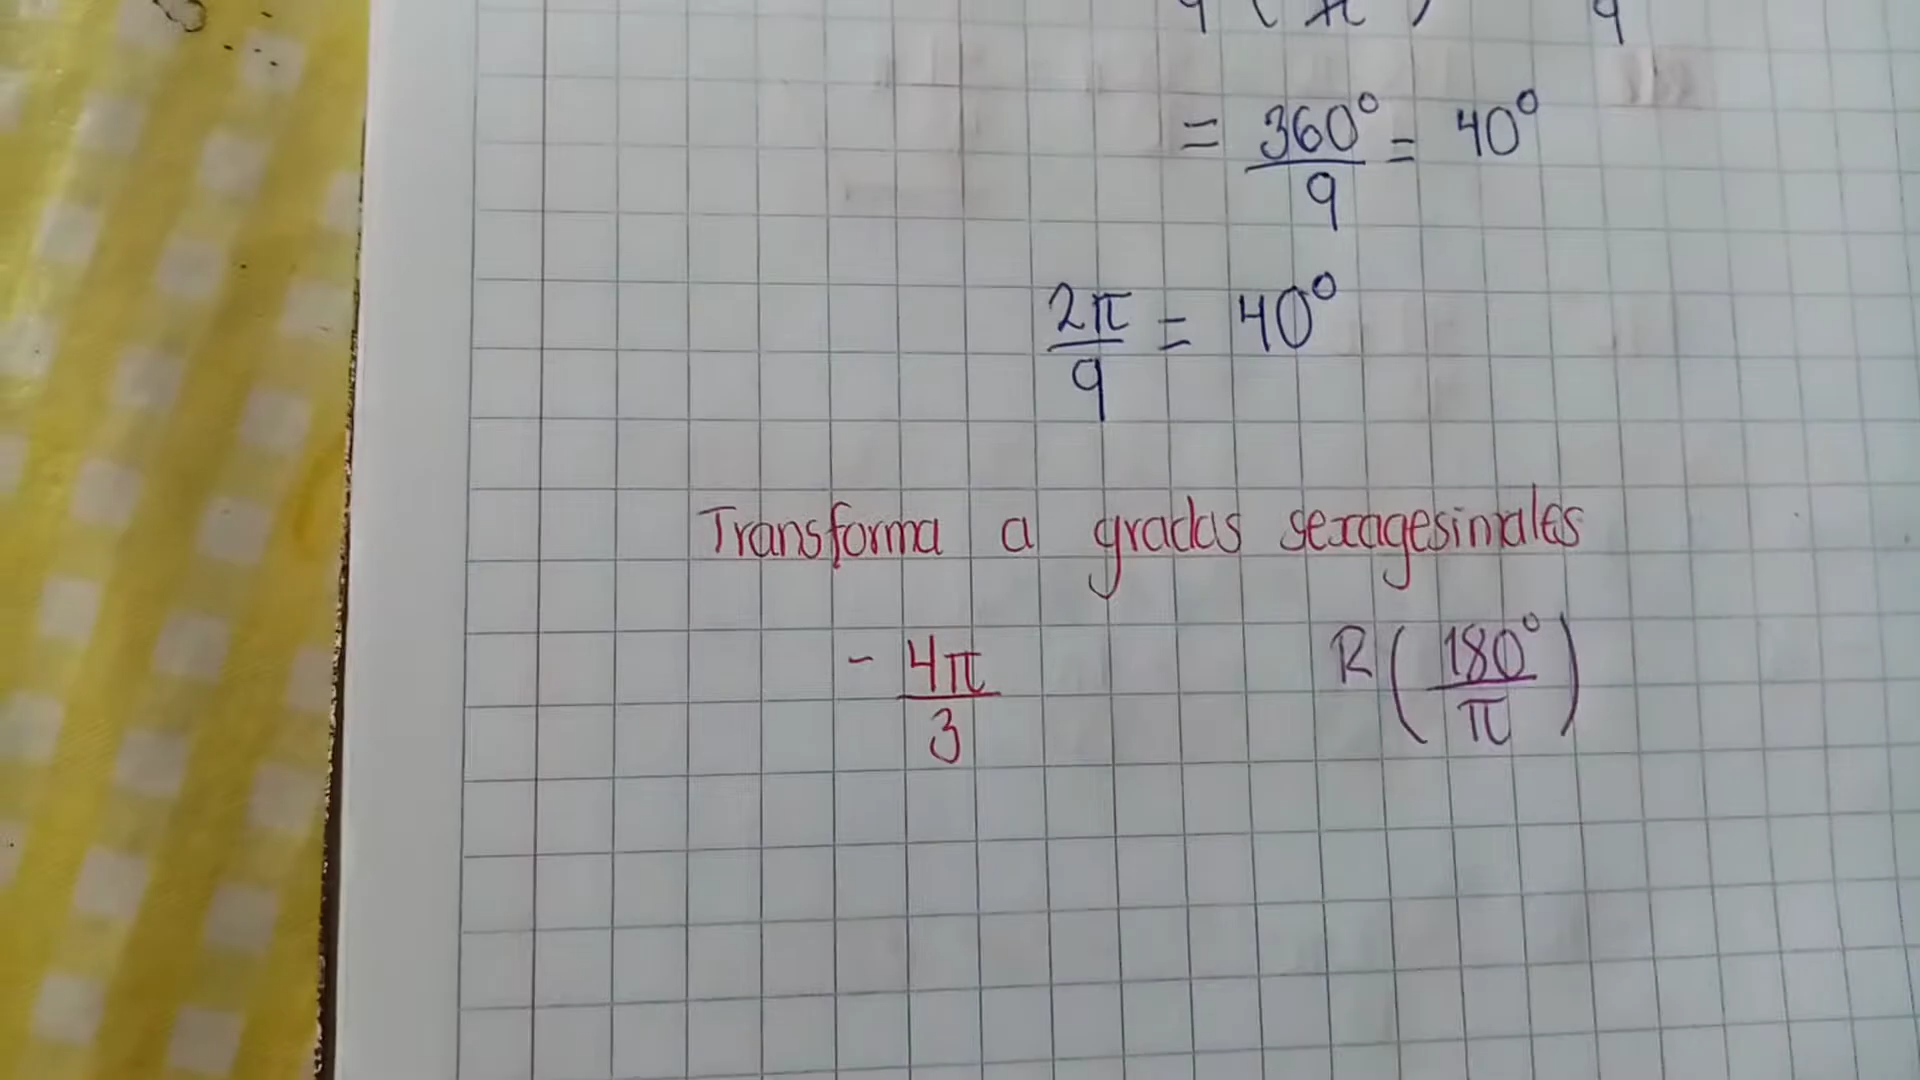 = 360°/9 = 40°
2π/9 = 40°
Transforma a grados sexagesimales
- 4π/3 R(180°/π)